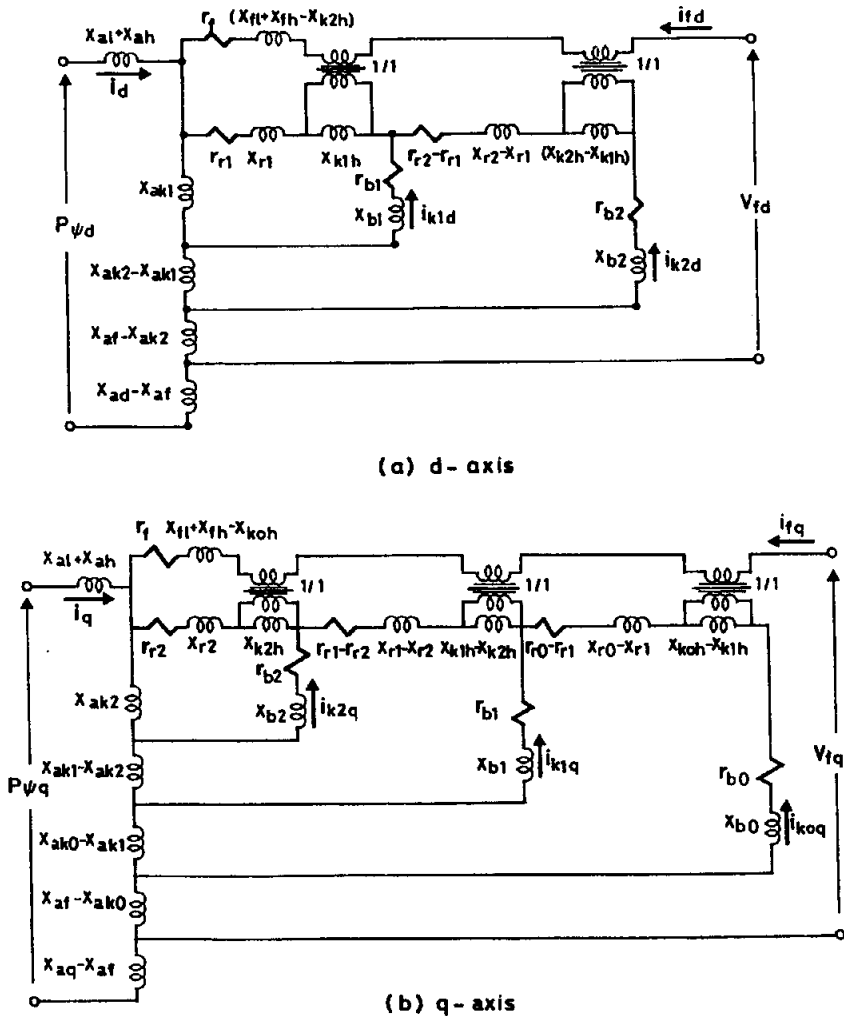 r_f (x_fl+x_fh-x_k2h)
i_fd
x_al+x_ah
1/1
1/1
i_d
r_r1 x_r1 x_k1h r_r2-r_r1 x_r2-x_r1 (x_k2h-x_k1h)
x_ak1
r_b1
x_b1 i_k1d
r_b2
x_b2 i_k2d
P_ψd
V_fd
x_ak2-x_ak1
x_af-x_ak2
x_ad-x_af
(a) d-axis
r_f x_fl+x_fh-x_koh
i_fq
x_al+x_ah
1/1
1/1
1/1
i_q
r_r2 x_r2 x_k2h r_r1-r_r2 x_r1-x_r2 x_k1h-x_k2h r_r0-r_r1 x_r0-x_r1 x_koh-x_k1h
r_b2
x_ak2
x_b2 i_k2q
r_b1
x_b1 i_k1q
r_b0
x_b0 i_koq
P_ψq
V_fq
x_ak1-x_ak2
x_ak0-x_ak1
x_af-x_ak0
x_aq-x_af
(b) q-axis